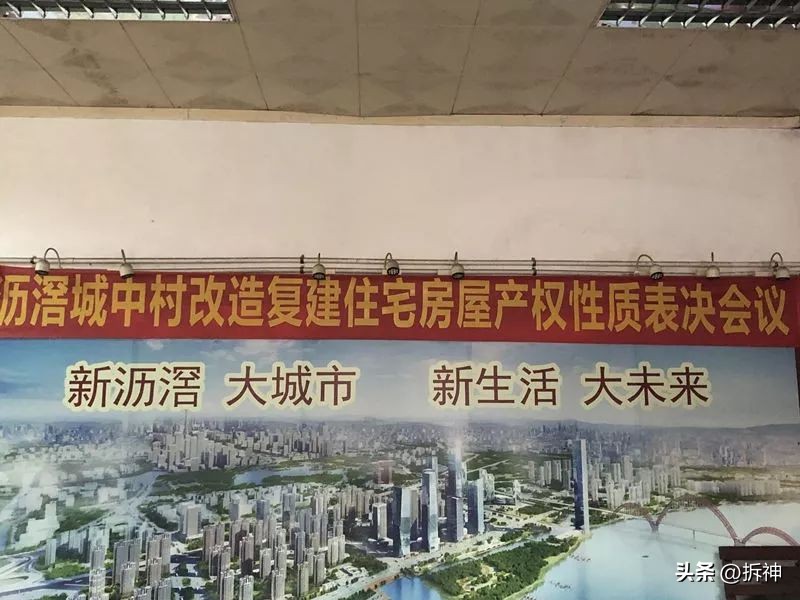 沥滘城中村改造复建住宅房屋产权性质表决会议
新沥滘 大城市 新生活 大未来
头条 @拆神